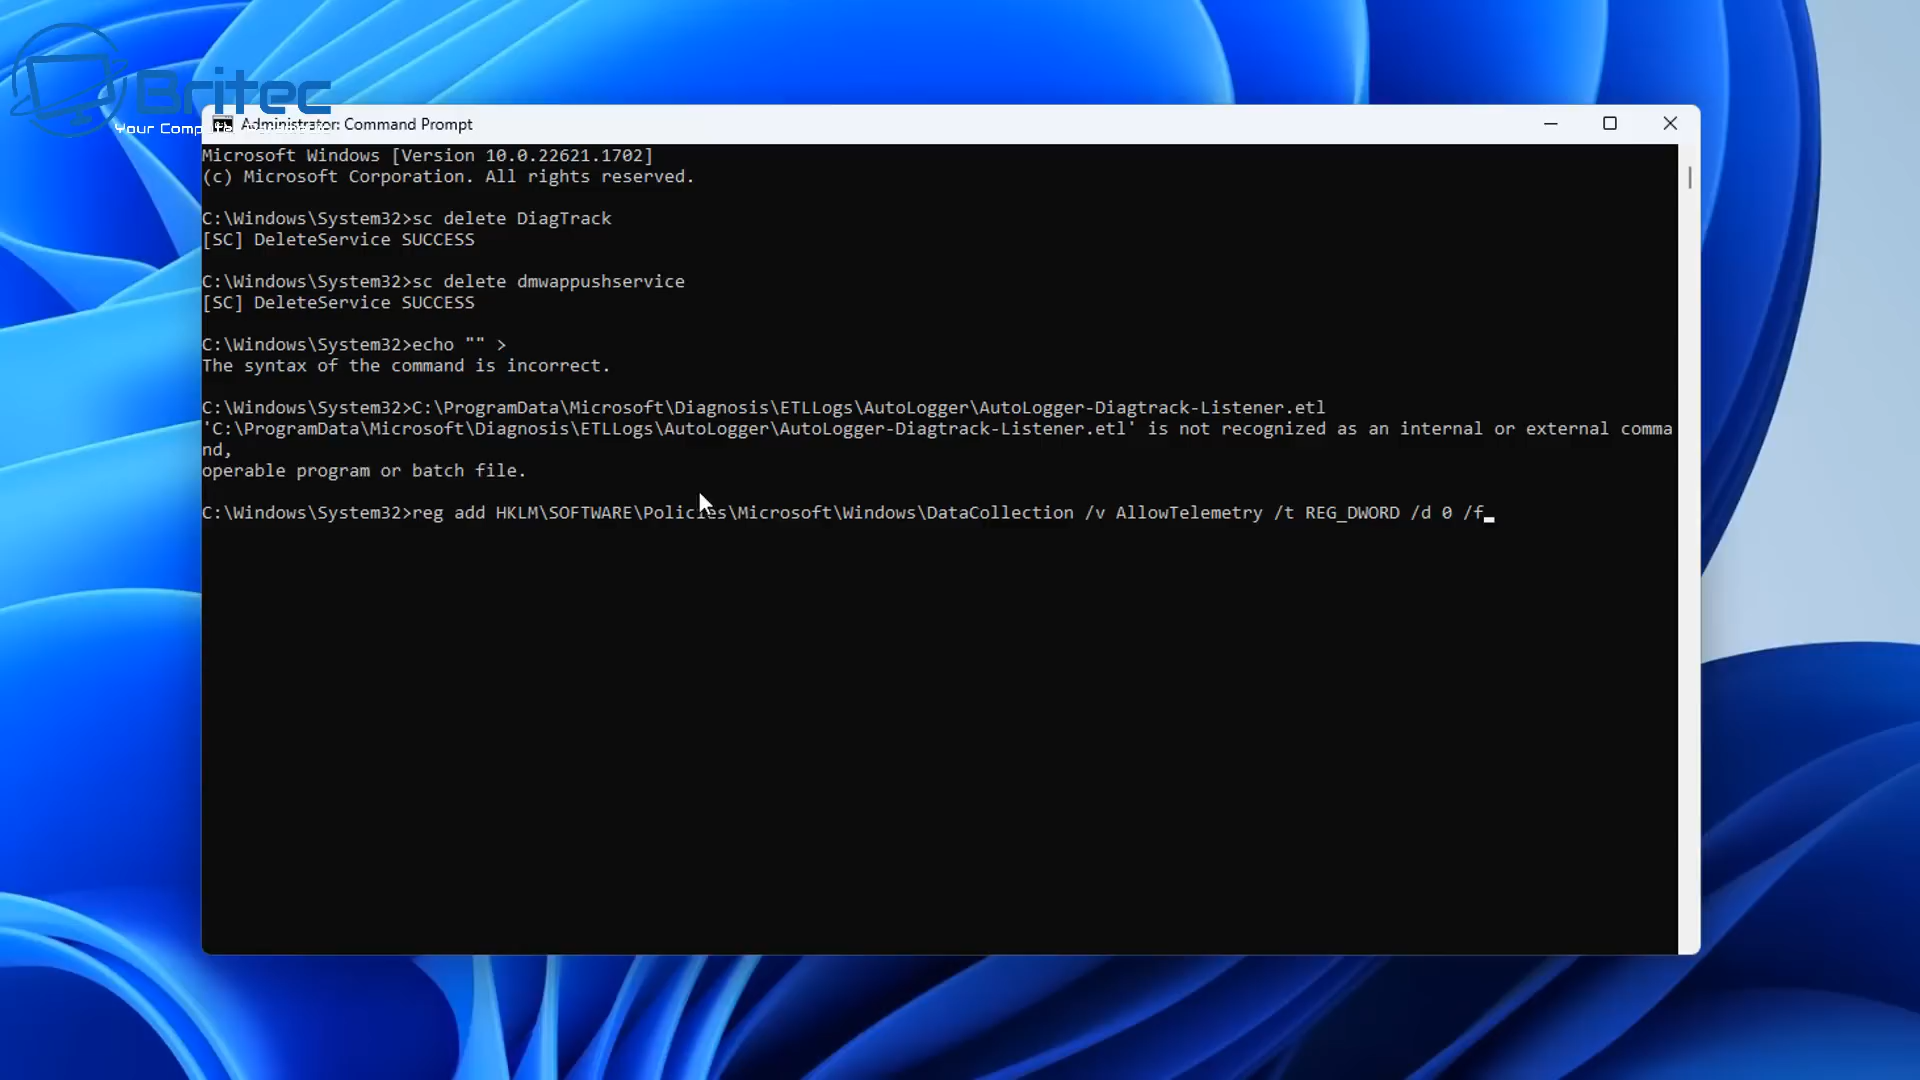 Britec
Your Comp
Administrator: Command Prompt
Microsoft Windows [Version 10.0.22621.1702]
(c) Microsoft Corporation. All rights reserved.
C:\Windows\System32>sc delete DiagTrack
[SC] DeleteService SUCCESS
C:\Windows\System32>sc delete dmwappushservice
[SC] DeleteService SUCCESS
C:\Windows\System32>echo "" >
The syntax of the command is incorrect.
C:\Windows\System32>C:\ProgramData\Microsoft\Diagnosis\ETLLogs\AutoLogger\AutoLogger-Diagtrack-Listener.etl
'C:\ProgramData\Microsoft\Diagnosis\ETLLogs\AutoLogger\AutoLogger-Diagtrack-Listener.etl' is not recognized as an internal or external comma
nd,
operable program or batch file.
C:\Windows\System32>reg add HKLM\SOFTWARE\Policies\Microsoft\Windows\DataCollection /v AllowTelemetry /t REG_DWORD /d 0 /f